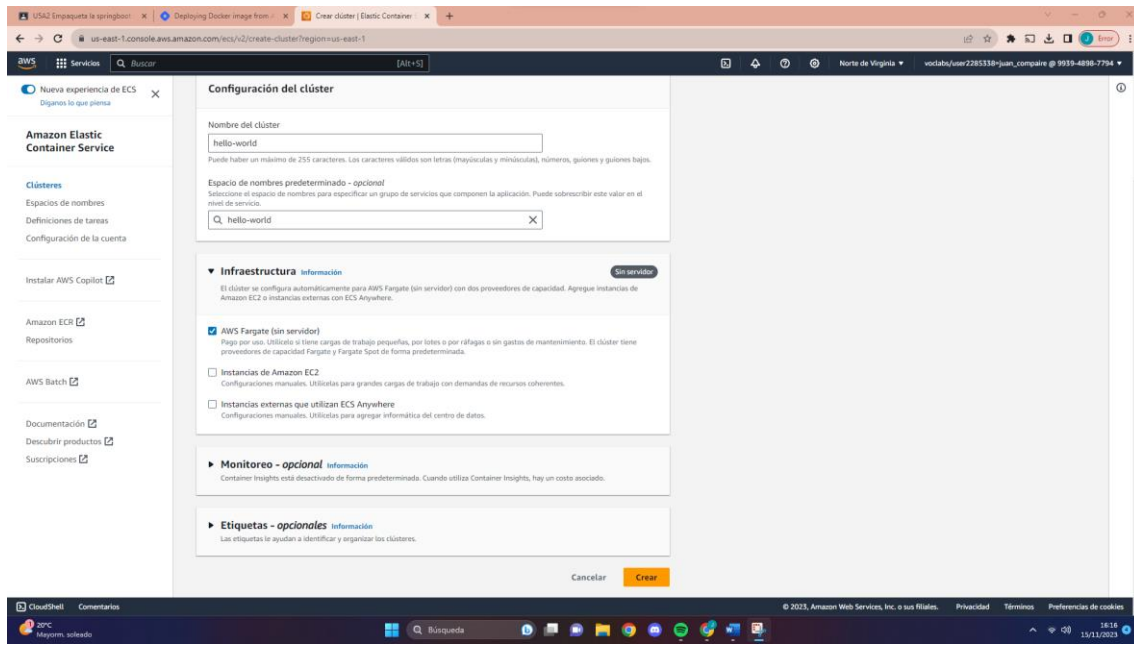 USA2 Empaqueta la springboot
Deploying Docker image from
Crear clúster | Elastic Container
us-east-1.console.aws.amazon.com/ecs/v2/create-cluster?region=us-east-1
Error
aws
Servicios
Buscar
[Alt+S]
Norte de Virginia
voclabs/user2285338=juan_compaire @ 9939-4898-7794
Nueva experiencia de ECS
Díganos lo que piensa
Amazon Elastic
Container Service
Clústeres
Espacios de nombres
Definiciones de tareas
Configuración de la cuenta
Instalar AWS Copilot
Amazon ECR
Repositorios
AWS Batch
Documentación
Descubrir productos
Suscripciones
Configuración del clúster
Nombre del clúster
hello-world
Puede haber un máximo de 255 caracteres. Los caracteres válidos son letras (mayúsculas y minúsculas), números, guiones y guiones bajos.
Espacio de nombres predeterminado - opcional
Seleccione el espacio de nombres para especificar un grupo de servicios que componen la aplicación. Puede sobrescribir este valor en el
nivel de servicio.
hello-world
Infraestructura Información
Sin servidor
El clúster se configura automáticamente para AWS Fargate (sin servidor) con dos proveedores de capacidad. Agregue instancias de
Amazon EC2 o instancias externas con ECS Anywhere.
AWS Fargate (sin servidor)
Pago por uso. Utilícelo si tiene cargas de trabajo pequeñas, por lotes o por ráfagas o sin gastos de mantenimiento. El clúster tiene
proveedores de capacidad Fargate y Fargate Spot de forma predeterminada.
Instancias de Amazon EC2
Configuraciones manuales. Utilícelas para grandes cargas de trabajo con demandas de recursos coherentes.
Instancias externas que utilizan ECS Anywhere
Configuraciones manuales. Utilícelas para agregar informática del centro de datos.
Monitoreo - opcional Información
Container Insights está desactivado de forma predeterminada. Cuando utiliza Container Insights, hay un costo asociado.
Etiquetas - opcionales Información
Las etiquetas le ayudan a identificar y organizar los clústeres.
Cancelar
Crear
CloudShell
Comentarios
© 2023, Amazon Web Services, Inc. o sus filiales.
Privacidad
Términos
Preferencias de cookies
20°C
Mayorm. soleado
Búsqueda
16:16
15/11/2023